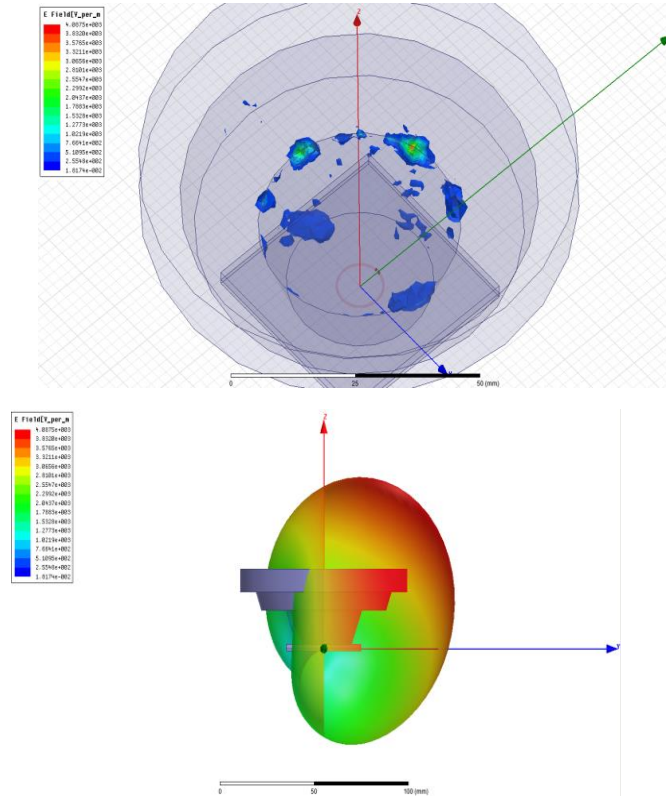 E Field[V_per_m
4.0875e+003
3.8320e+003
3.5765e+003
3.3211e+003
3.0656e+003
2.8101e+003
2.5547e+003
2.2992e+003
2.0437e+003
1.7883e+003
1.5328e+003
1.2773e+003
1.0219e+003
7.6641e+002
5.1095e+002
2.5548e+002
1.8174e-002
Z
0
25
50 (mm)
E Field[V_per_m
4.0875e+003
3.8320e+003
3.5765e+003
3.3211e+003
3.0656e+003
2.8101e+003
2.5547e+003
2.2992e+003
2.0437e+003
1.7883e+003
1.5328e+003
1.2773e+003
1.0219e+003
7.6641e+002
5.1095e+002
2.5548e+002
1.8174e-002
Z
Y
0
50
100 (mm)